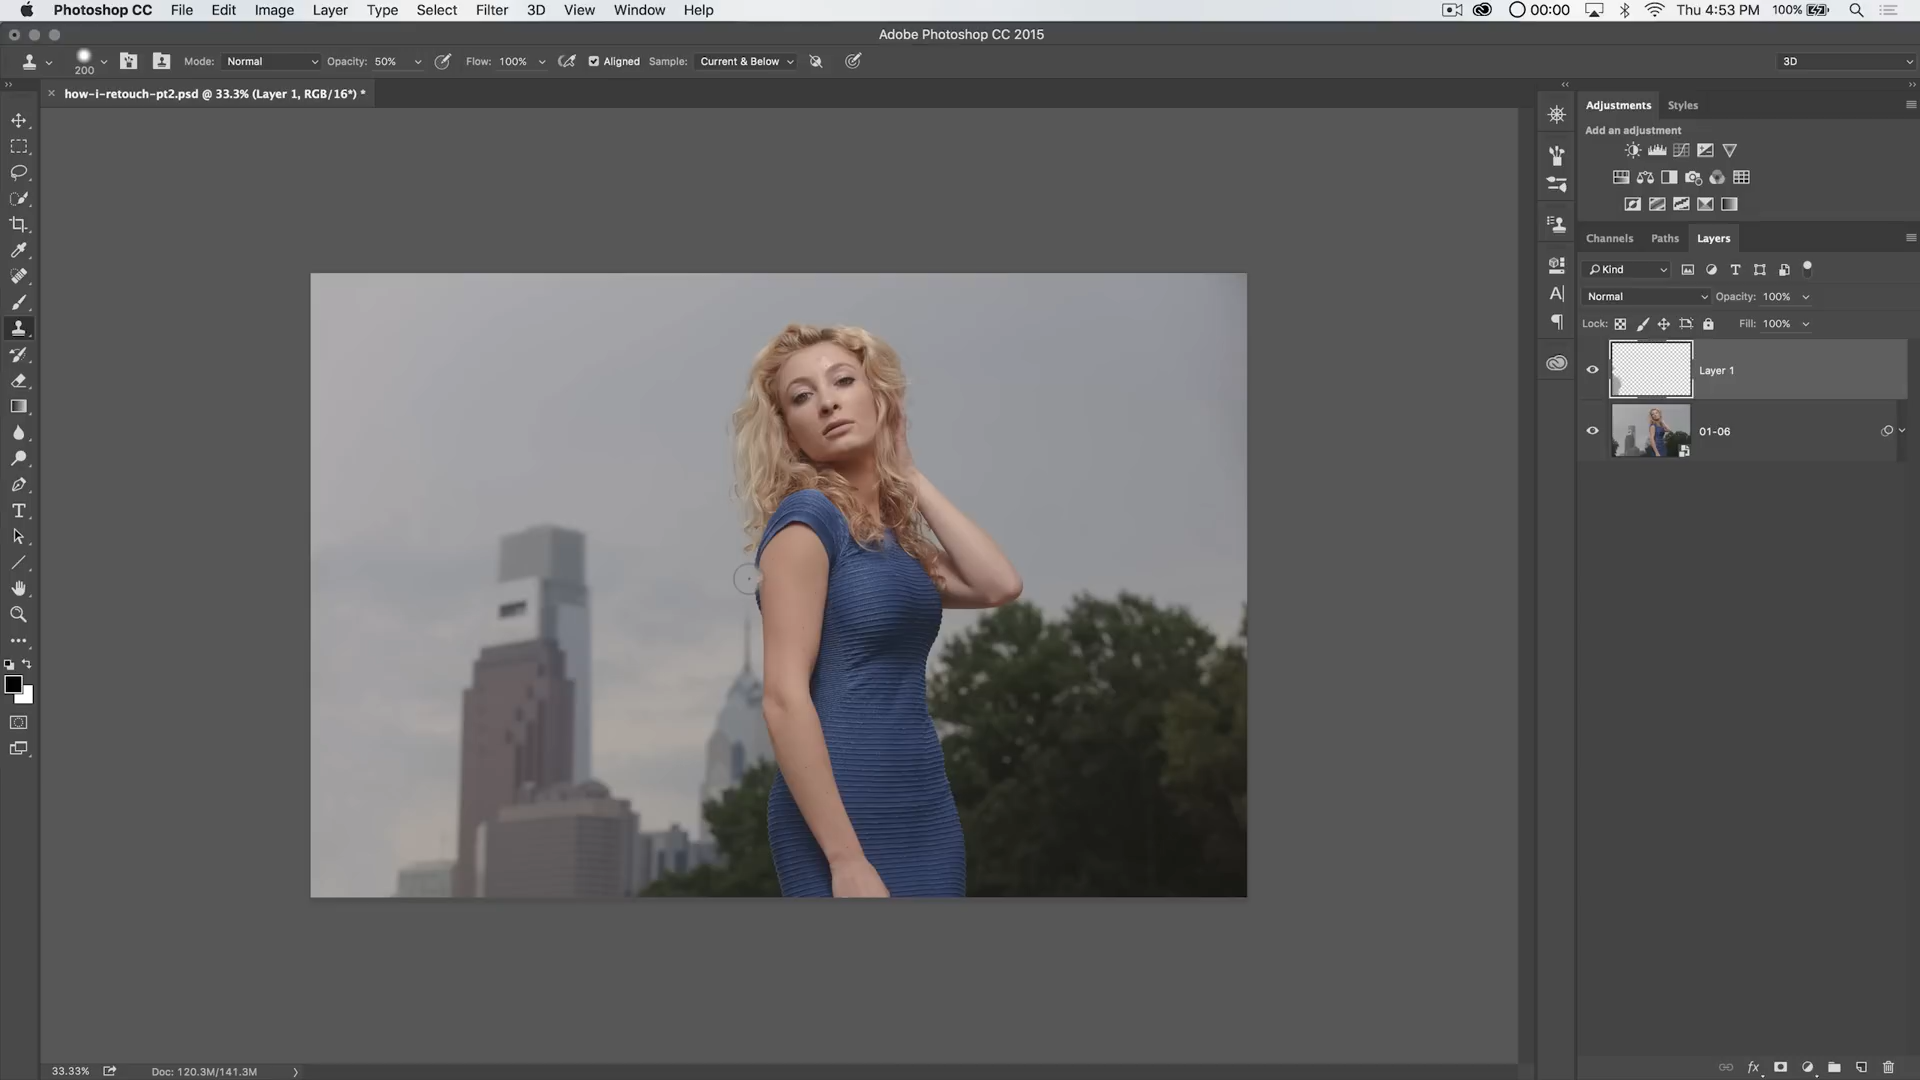 Photoshop CC File Edit Image Layer Type Select Filter 3D View Window Help 00:00 Thu 4:53 PM 100%
Adobe Photoshop CC 2015
200 Mode: Normal Opacity: 50% Flow: 100% Aligned Sample: Current & Below 3D
how-i-retouch-pt2.psd @ 33.3% (Layer 1, RGB/16*) *
Adjustments Styles
Add an adjustment
Channels Paths Layers
Kind
Normal Opacity: 100%
Lock: Fill: 100%
Layer 1
01-06
33.33% Doc: 120.3M/141.3M